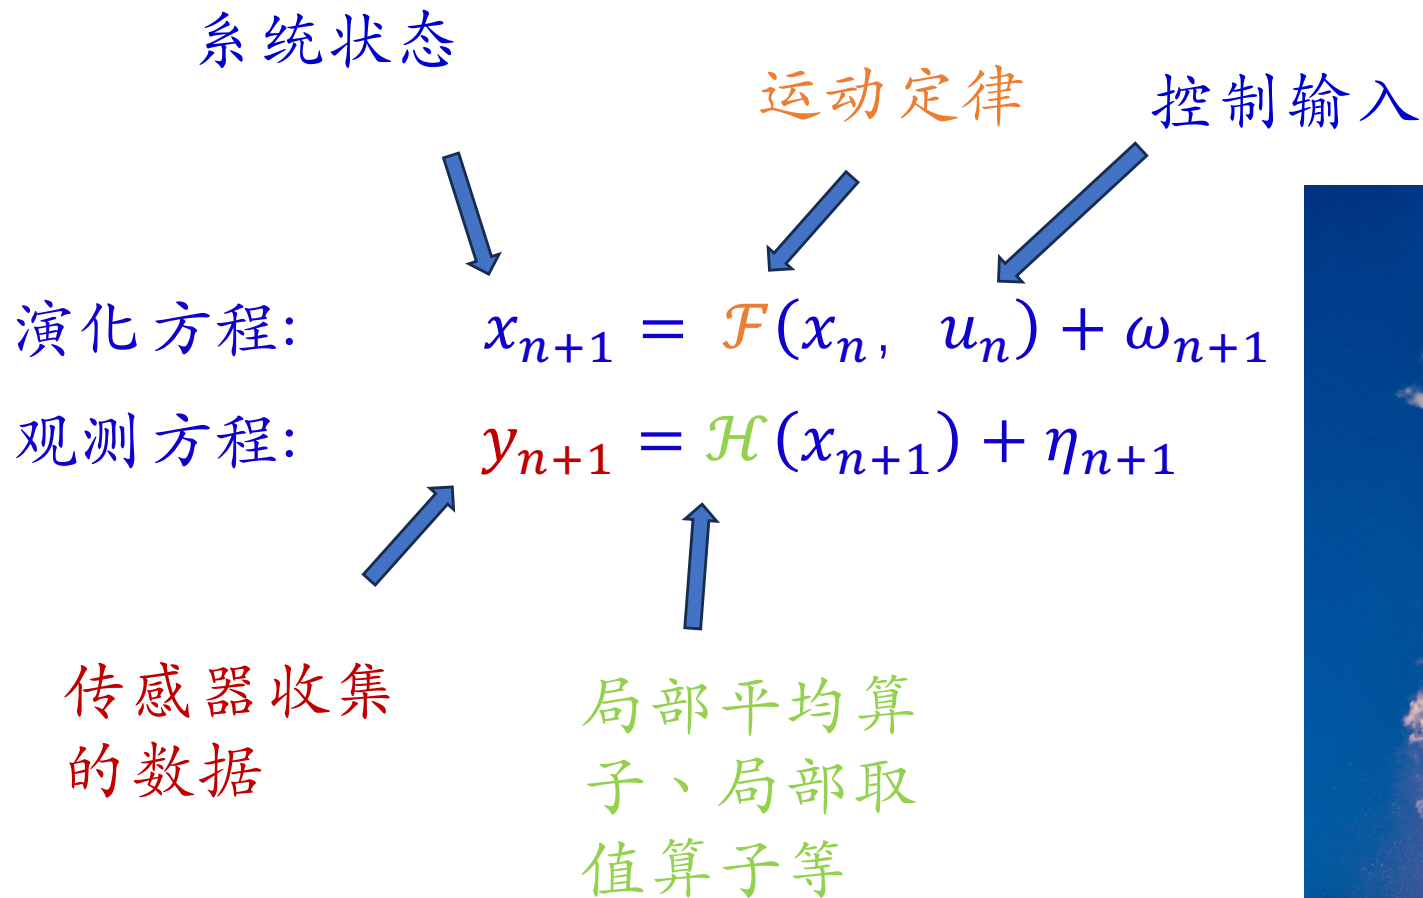 系统状态
运动定律
控制输入
演化方程: x_{n+1} = ℱ(x_n, u_n) + ω_{n+1}
观测方程: y_{n+1} = ℋ(x_{n+1}) + η_{n+1}
传感器收集
的数据
局部平均算
子、局部取
值算子等